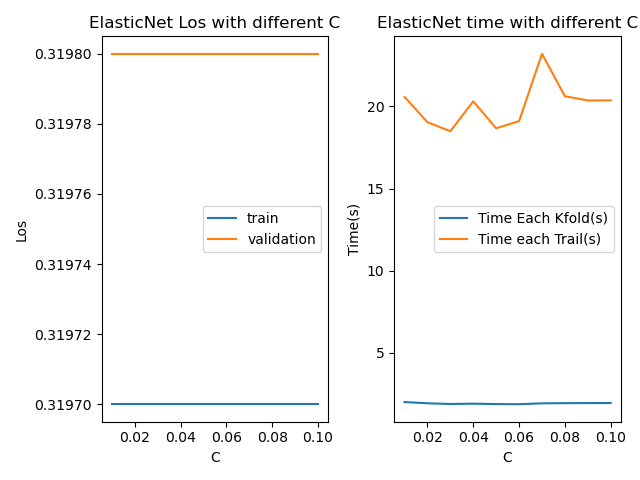 ElasticNet Los with different C
0.31980
0.31978
0.31976
0.31974
0.31972
0.31970
Los
train
validation
0.02 0.04 0.06 0.08 0.10
C
ElasticNet time with different C
20
15
10
5
Time(s)
Time Each Kfold(s)
Time each Trail(s)
0.02 0.04 0.06 0.08 0.10
C